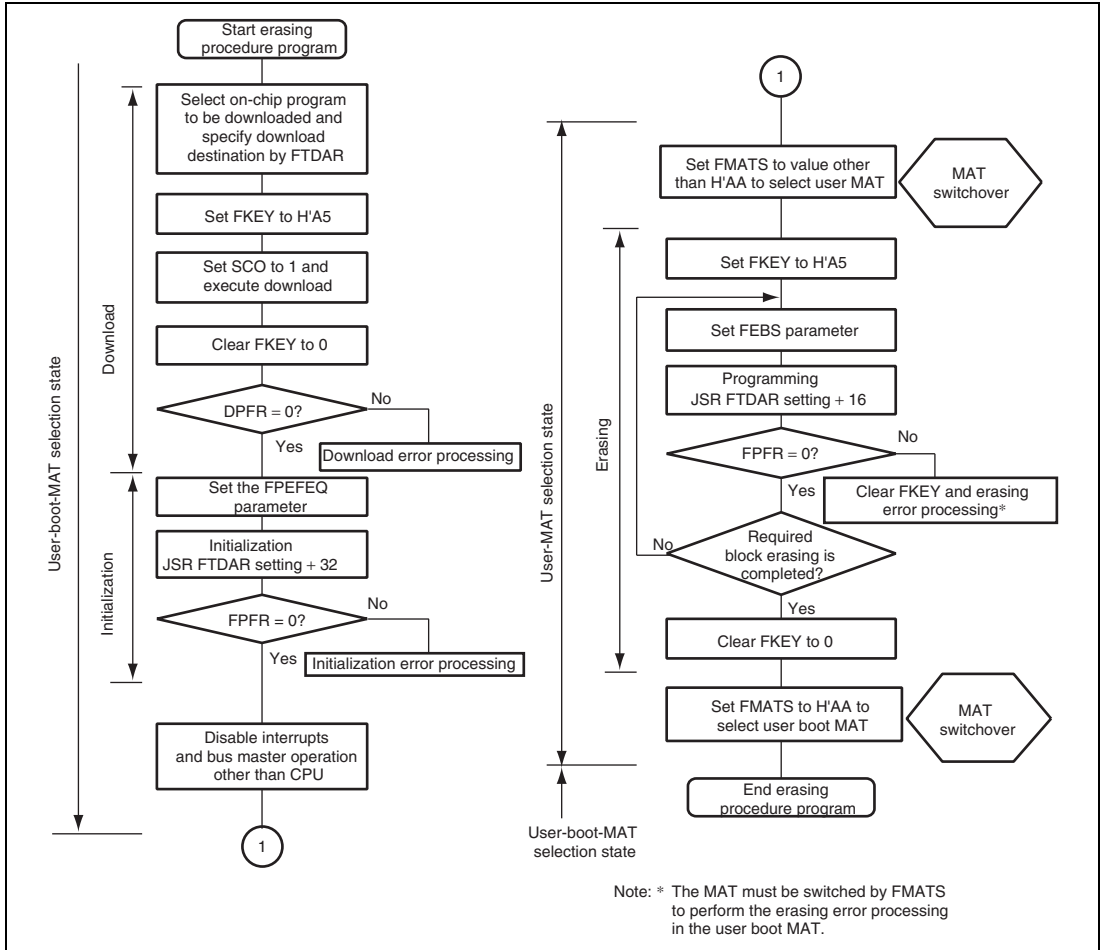 Start erasing
procedure program
Select on-chip program
to be downloaded and
specify download
destination by FTDAR
Set FKEY to H'A5
Set SCO to 1 and
execute download
Clear FKEY to 0
DPFR = 0?
No
Yes
Download error processing
Set the FPEFEQ
parameter
Initialization
JSR FTDAR setting + 32
FPFR = 0?
No
Yes
Initialization error processing
Disable interrupts
and bus master operation
other than CPU
1
User-boot-MAT selection state
Download
Initialization
1
Set FMATS to value other
than H'AA to select user MAT
MAT
switchover
Set FKEY to H'A5
Set FEBS parameter
Programming
JSR FTDAR setting + 16
FPFR = 0?
No
Yes
Clear FKEY and erasing
error processing*
Required
block erasing is
completed?
No
Yes
Clear FKEY to 0
Set FMATS to H'AA to
select user boot MAT
MAT
switchover
End erasing
procedure program
User-MAT selection state
Erasing
User-boot-MAT
selection state
Note: * The MAT must be switched by FMATS
to perform the erasing error processing
in the user boot MAT.